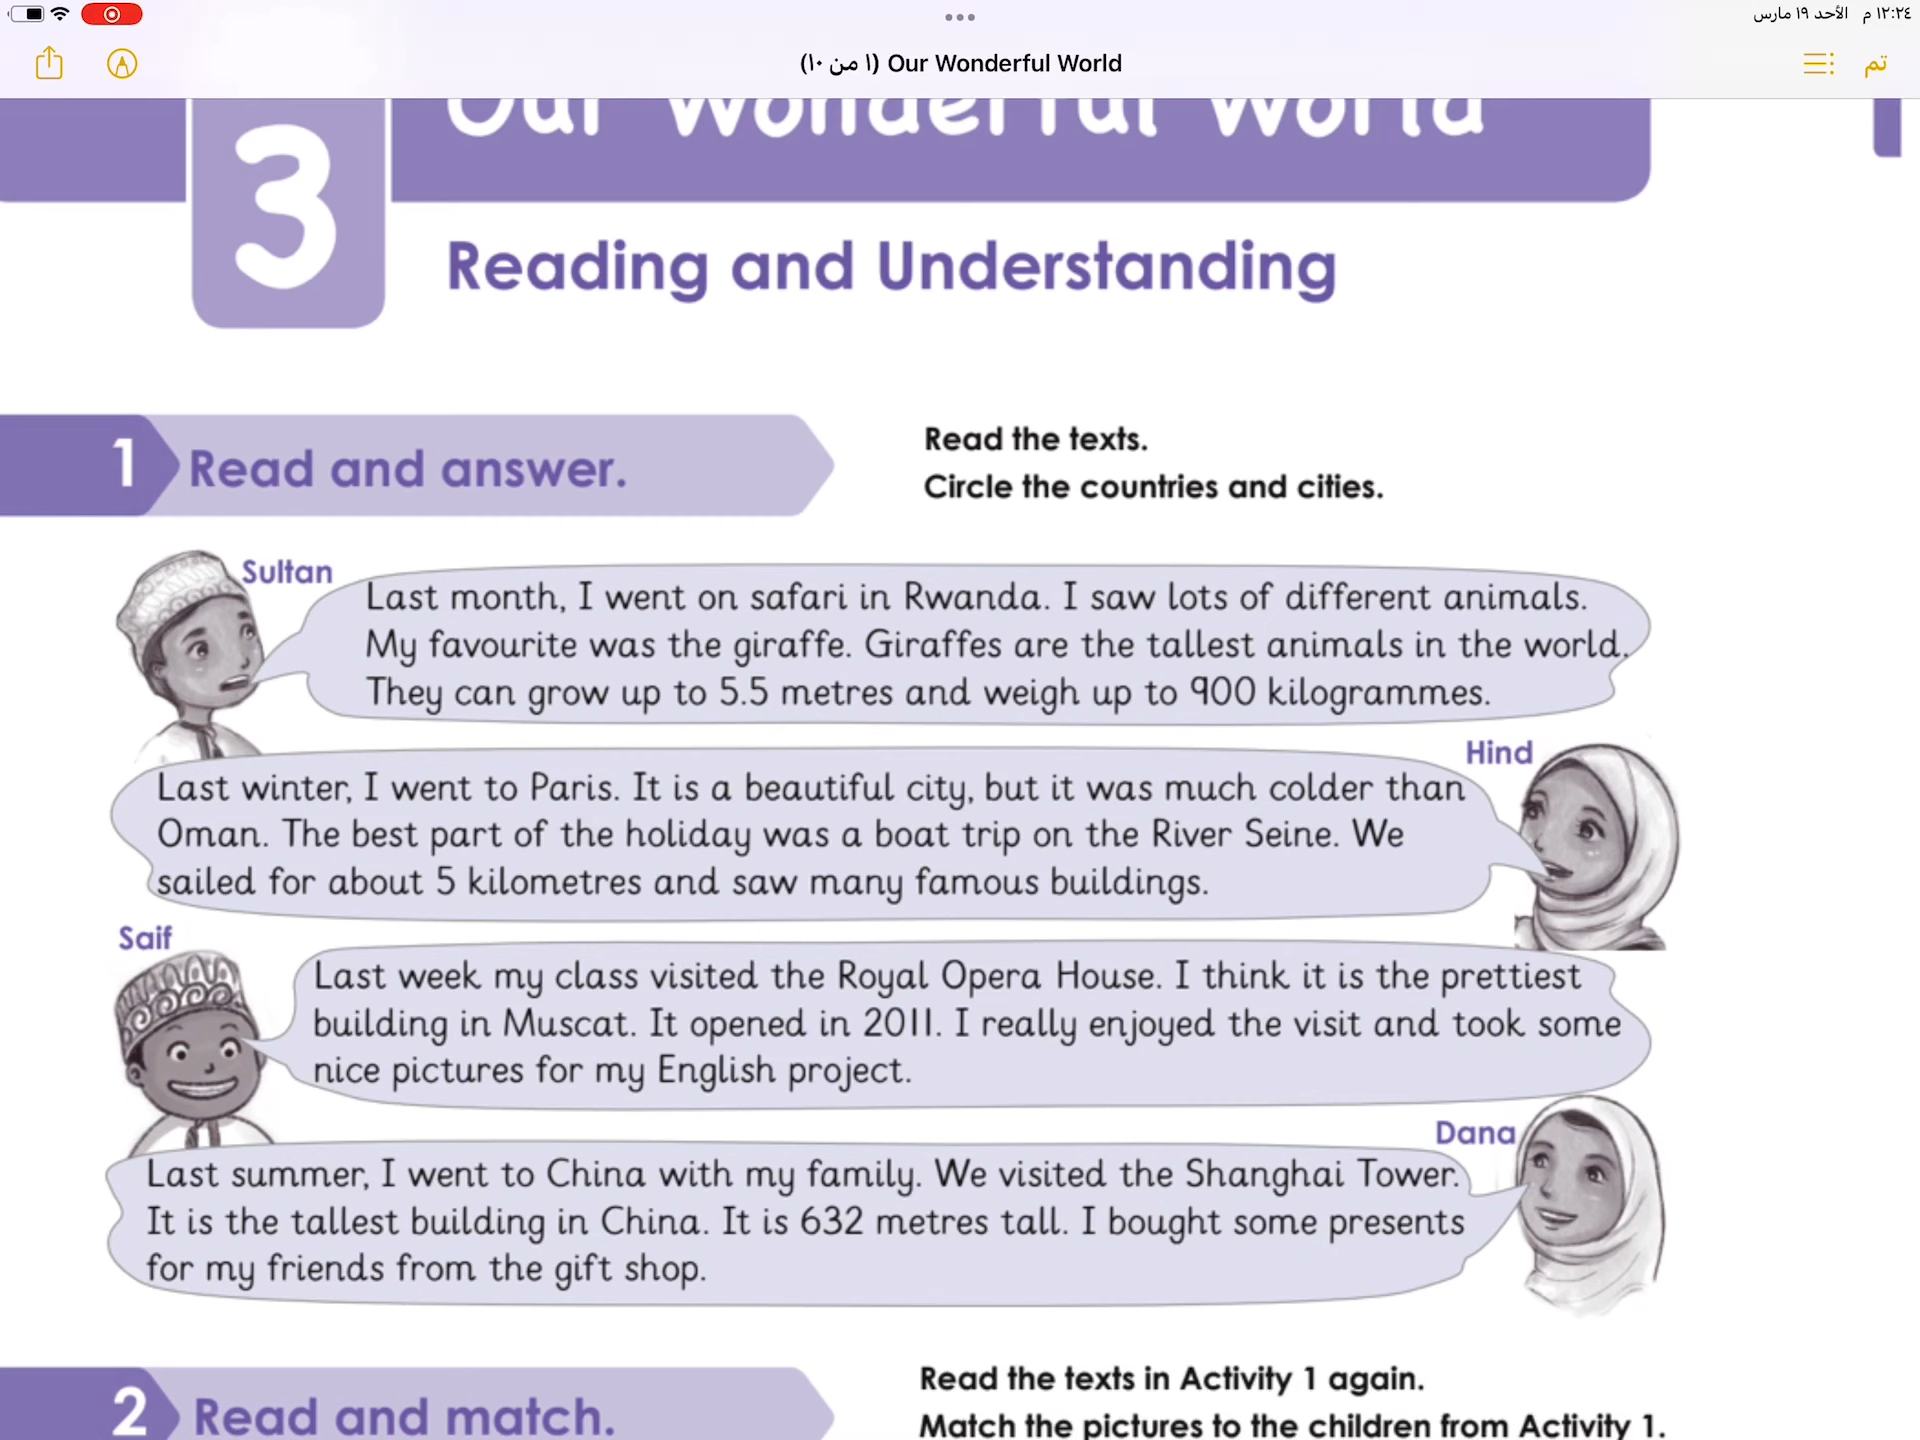 ١٢:٢٤ م الأحد ١٩ مارس
Our Wonderful World (١ من ١٠)
تم
Our Wonderful World
3
Reading and Understanding
1 Read and answer.
Read the texts.
Circle the countries and cities.
Sultan
Last month, I went on safari in Rwanda. I saw lots of different animals.
My favourite was the giraffe. Giraffes are the tallest animals in the world.
They can grow up to 5.5 metres and weigh up to 900 kilogrammes.
Hind
Last winter, I went to Paris. It is a beautiful city, but it was much colder than
Oman. The best part of the holiday was a boat trip on the River Seine. We
sailed for about 5 kilometres and saw many famous buildings.
Saif
Last week my class visited the Royal Opera House. I think it is the prettiest
building in Muscat. It opened in 2011. I really enjoyed the visit and took some
nice pictures for my English project.
Dana
Last summer, I went to China with my family. We visited the Shanghai Tower.
It is the tallest building in China. It is 632 metres tall. I bought some presents
for my friends from the gift shop.
2 Read and match.
Read the texts in Activity 1 again.
Match the pictures to the children from Activity 1.